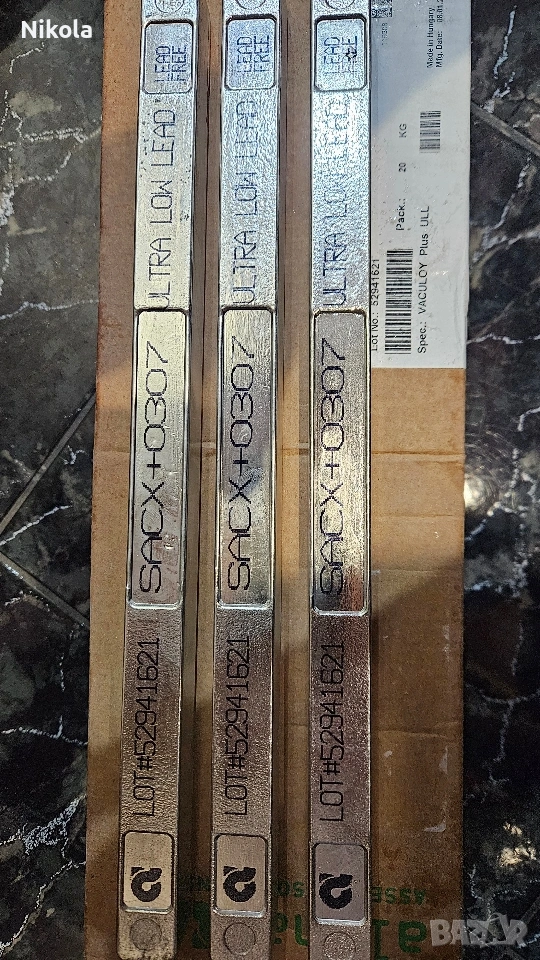 Nikola
LEAD FREE
ULTRA LOW LEAD
SACX+0307
LOT#52941621
LEAD FREE
ULTRA LOW LEAD
SACX+0307
LOT#52941621
LEAD FREE
ULTRA LOW LEAD
SACX+0307
LOT#52941621
Made in Hungary
Mfg. Date:
Lot No.: 52941621 Pack.: 20 KG
Spec.: VACULOY Plus ULL
BAZAR